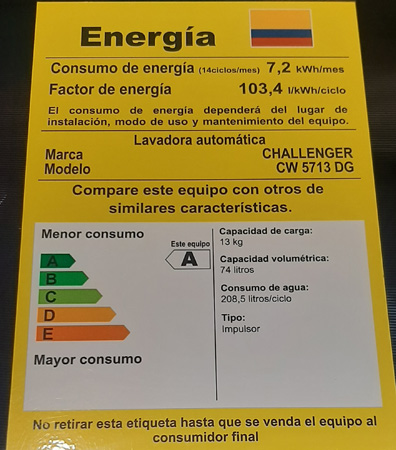 Energía
Consumo de energía (14ciclos/mes) 7,2 kWh/mes
Factor de energía 103,4 l/kWh/ciclo
El consumo de energía dependerá del lugar de
instalación, modo de uso y mantenimiento del equipo.
Lavadora automática
Marca CHALLENGER
Modelo CW 5713 DG
Compare este equipo con otros de
similares características.
Menor consumo
Este equipo
A
A
B
C
D
E
Mayor consumo
Capacidad de carga:
13 kg
Capacidad volumétrica:
74 litros
Consumo de agua:
208,5 litros/ciclo
Tipo:
Impulsor
No retirar esta etiqueta hasta que se venda el equipo al
consumidor final